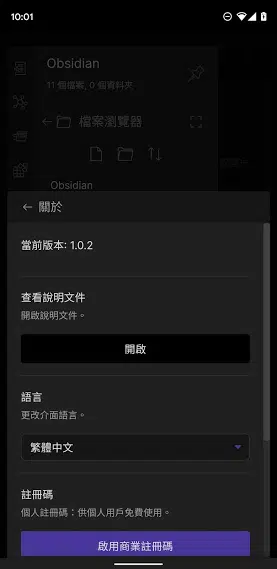 10:01
Obsidian
11 個檔案, 0 個資料夾
檔案瀏覽器
Obsidian
關於
當前版本: 1.0.2
查看說明文件
開啟說明文件。
開啟
語言
更改介面語言。
繁體中文
註冊碼
個人註冊碼：供個人用戶免費使用。
啟用商業註冊碼